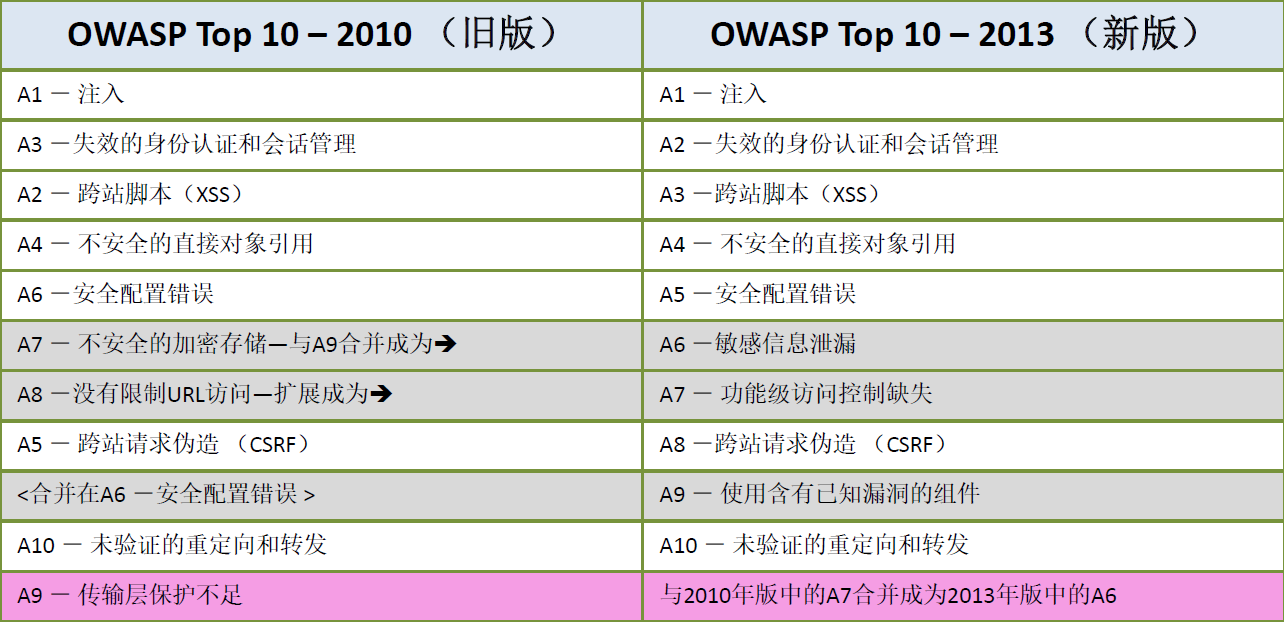 OWASP Top 10 – 2010 （旧版）
OWASP Top 10 – 2013 （新版）
A1 － 注入
A1 － 注入
A3 －失效的身份认证和会话管理
A2 －失效的身份认证和会话管理
A2 － 跨站脚本（XSS）
A3 －跨站脚本（XSS）
A4 － 不安全的直接对象引用
A4 － 不安全的直接对象引用
A6 －安全配置错误
A5 －安全配置错误
A7 － 不安全的加密存储—与A9合并成为➔
A6 －敏感信息泄漏
A8 －没有限制URL访问—扩展成为➔
A7 － 功能级访问控制缺失
A5 － 跨站请求伪造 （CSRF）
A8 －跨站请求伪造 （CSRF）
<合并在A6 －安全配置错误 >
A9 － 使用含有已知漏洞的组件
A10 － 未验证的重定向和转发
A10 － 未验证的重定向和转发
A9 － 传输层保护不足
与2010年版中的A7合并成为2013年版中的A6